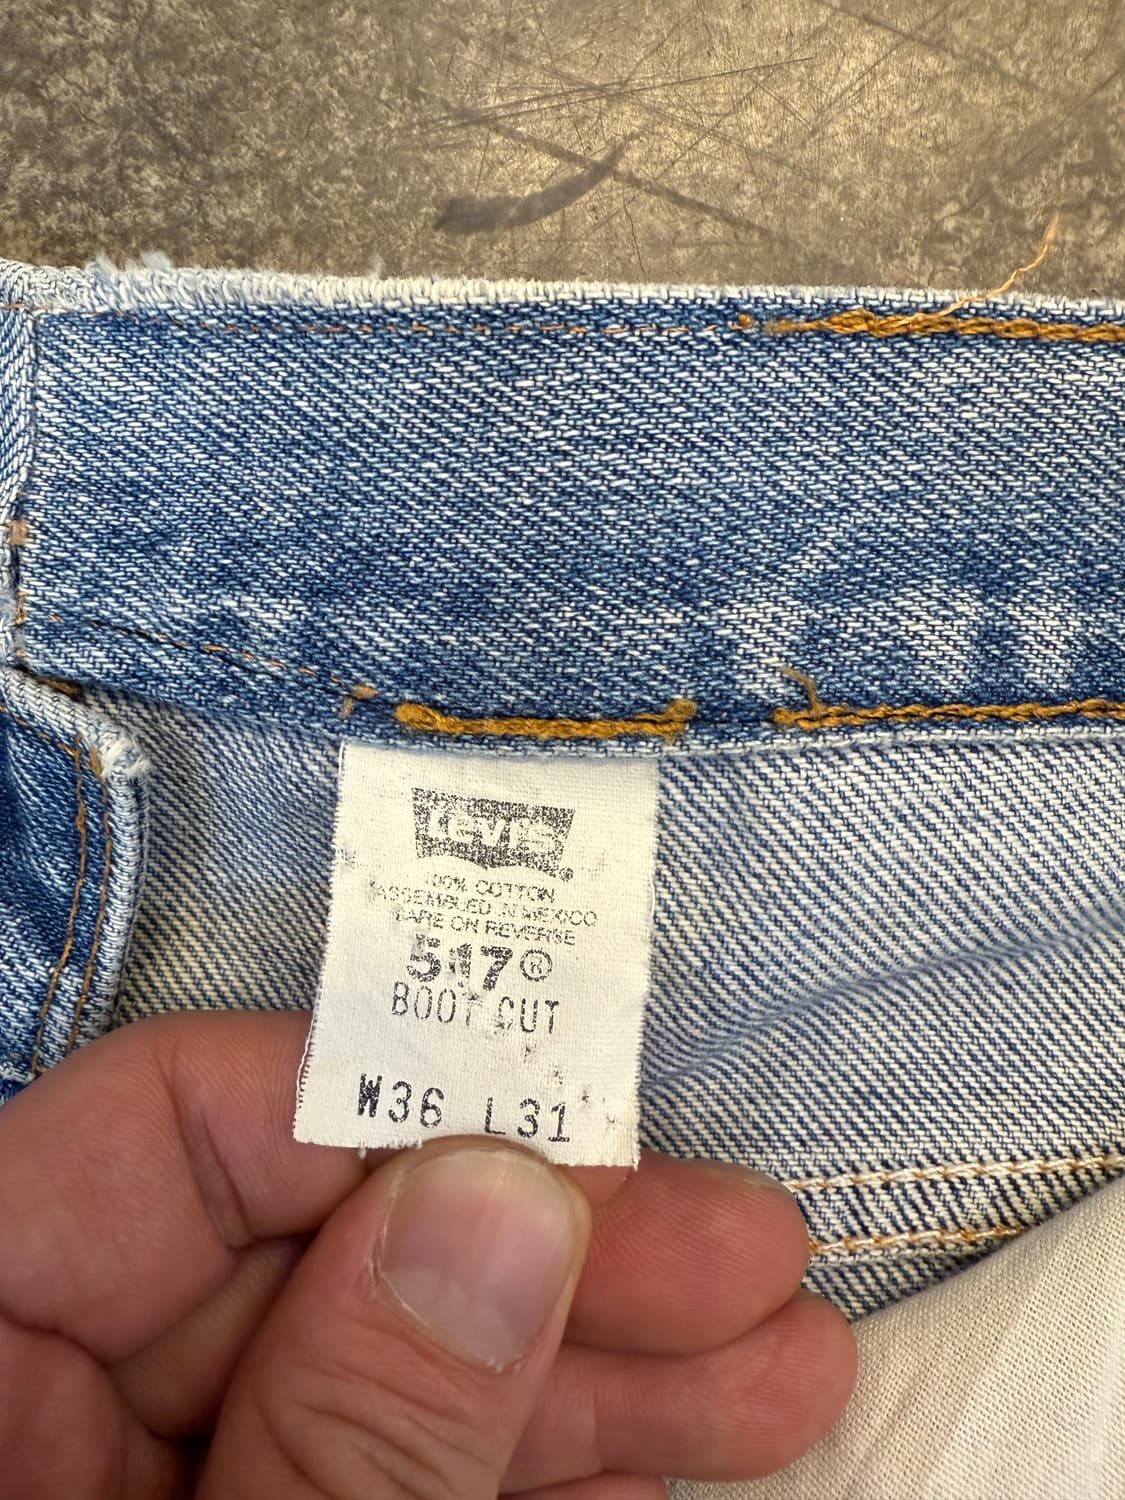 Levi's
100% COTTON
ASSEMBLED IN MEXICO
CARE ON REVERSE
517®
BOOT CUT
W36 L31